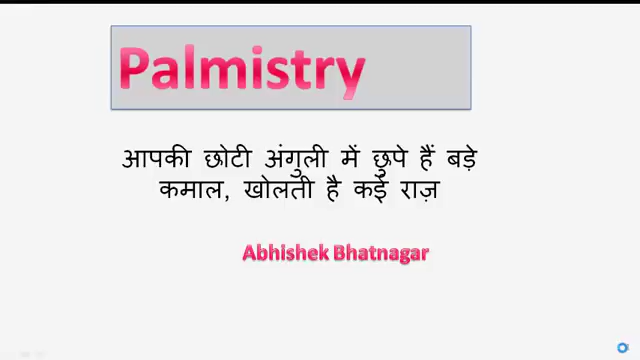 Palmistry
आपकी छोटी अंगुली में छुपे हैं बड़े
कमाल, खोलती है कई राज़
Abhishek Bhatnagar